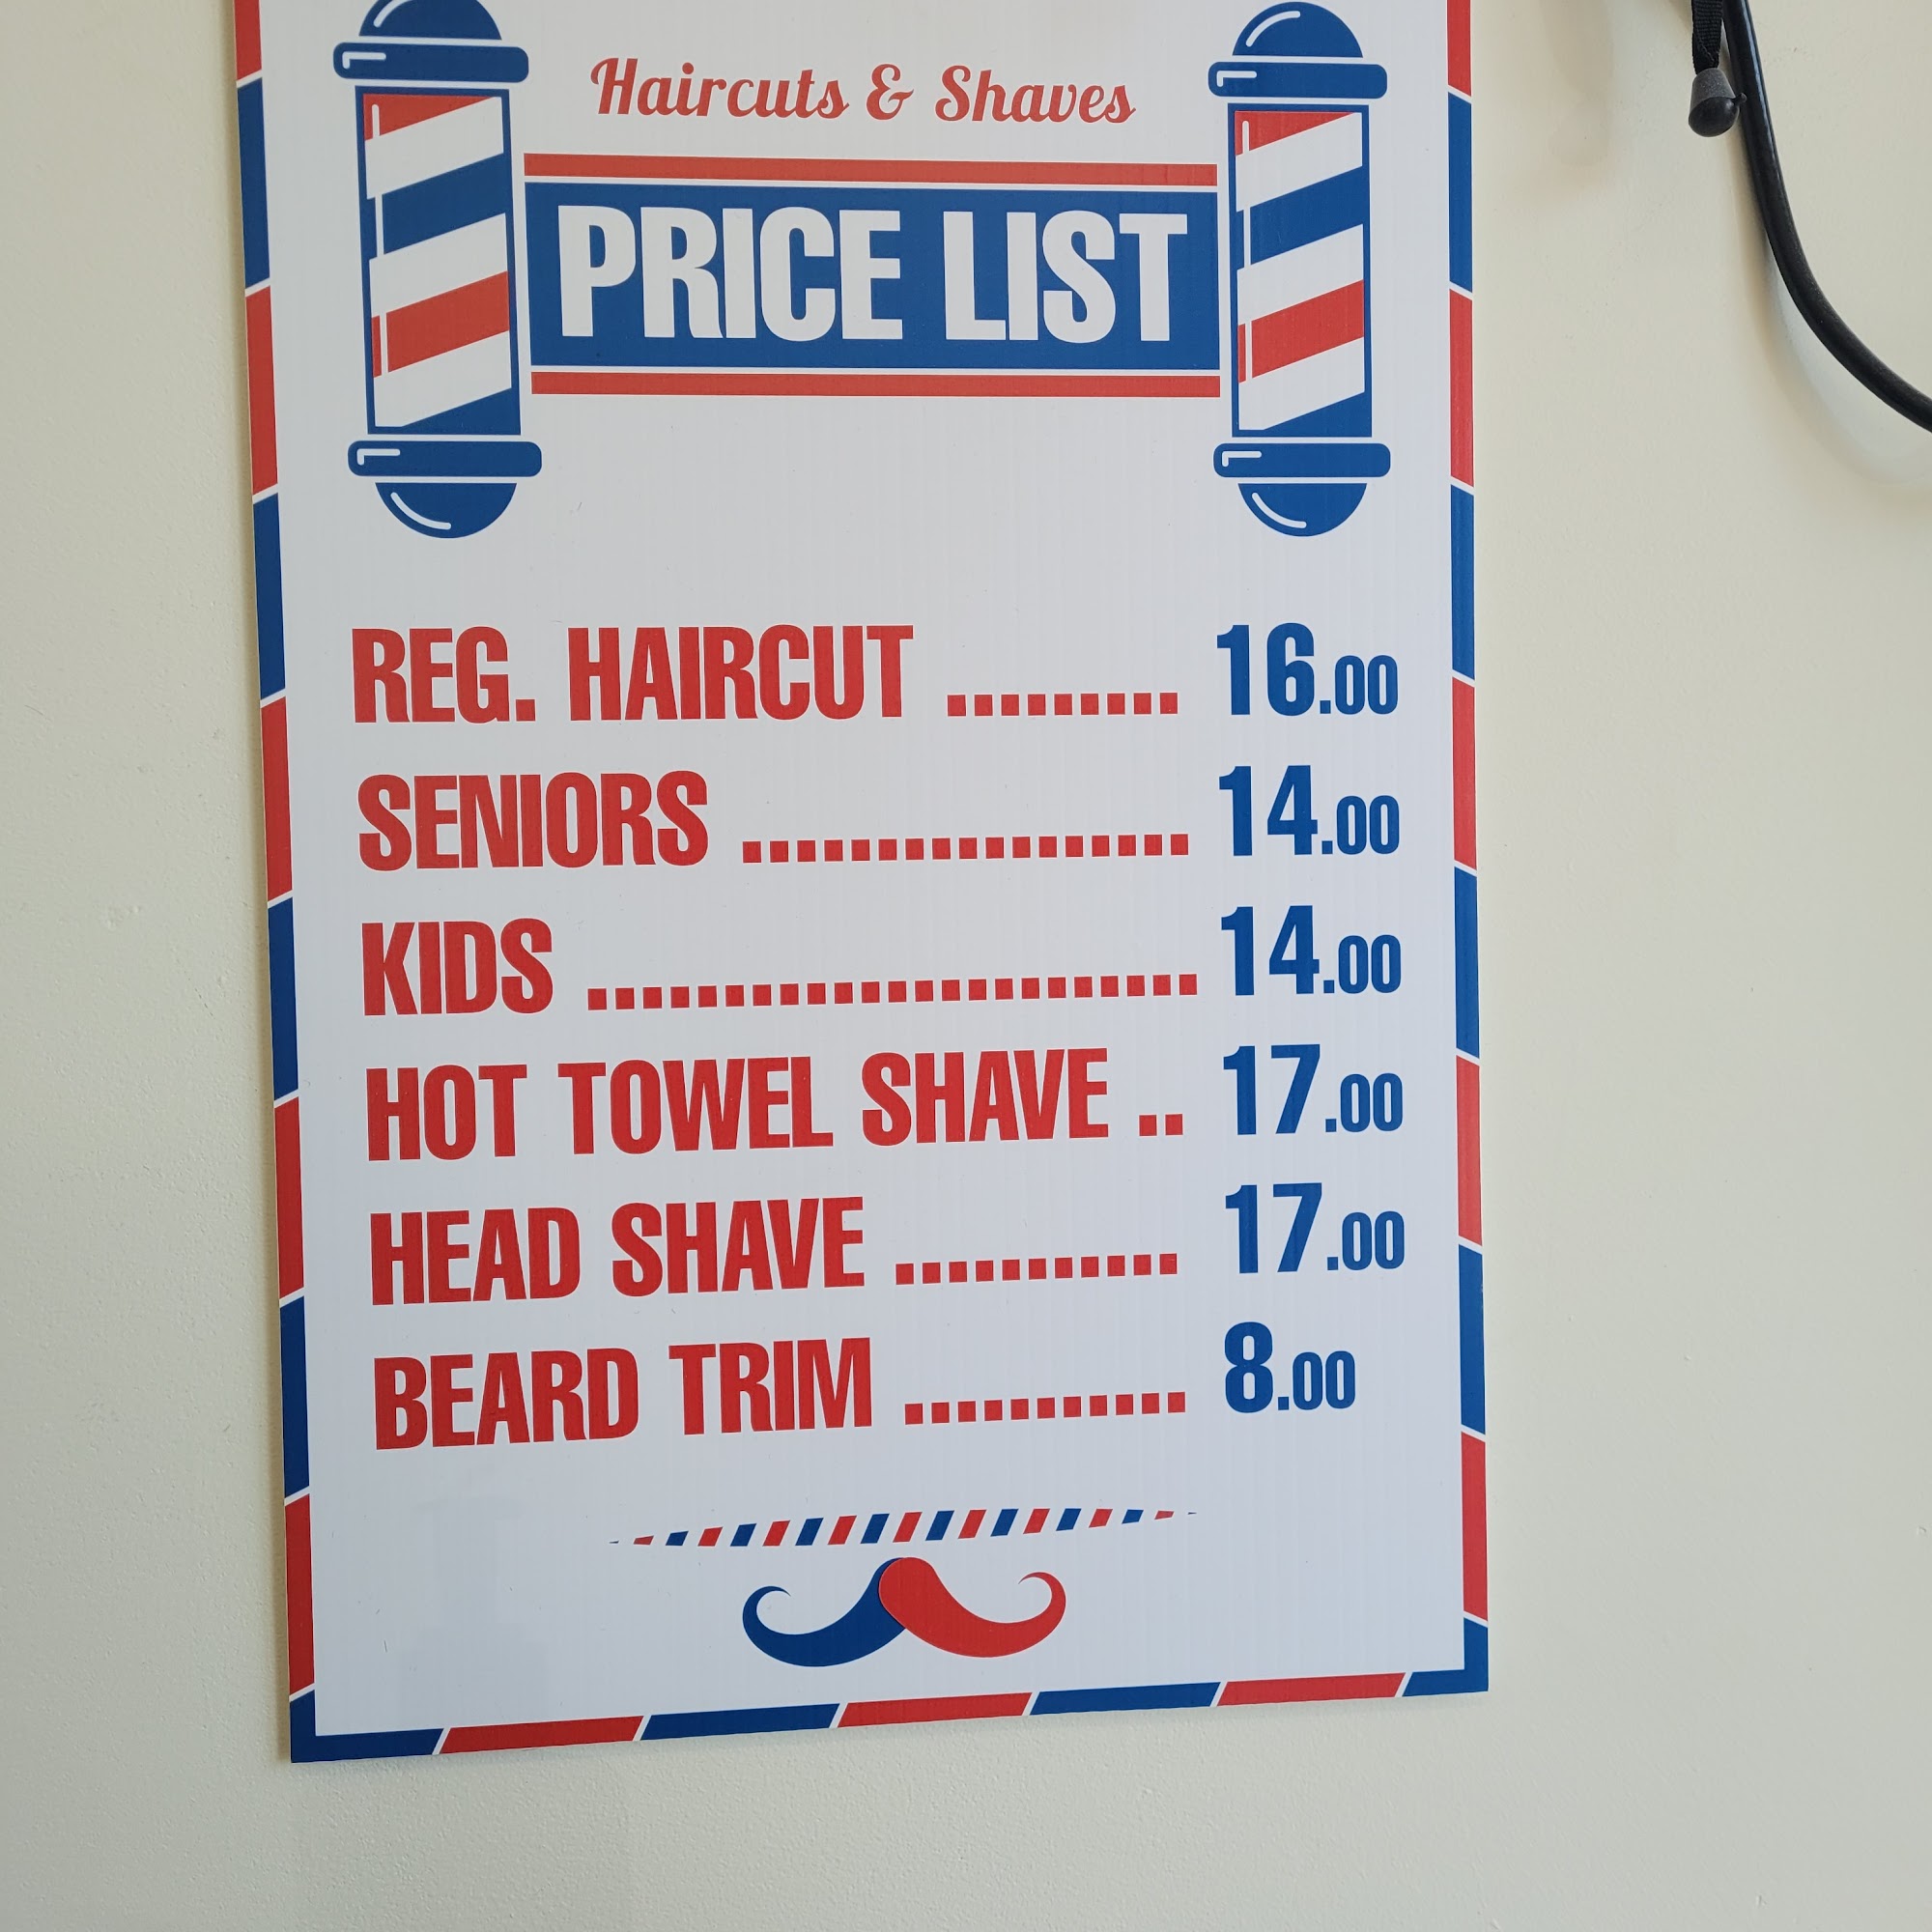 Haircuts & Shaves
PRICE LIST
REG. HAIRCUT ......... 16.00
SENIORS ................. 14.00
KIDS ....................... 14.00
HOT TOWEL SHAVE .. 17.00
HEAD SHAVE ........... 17.00
BEARD TRIM ........... 8.00